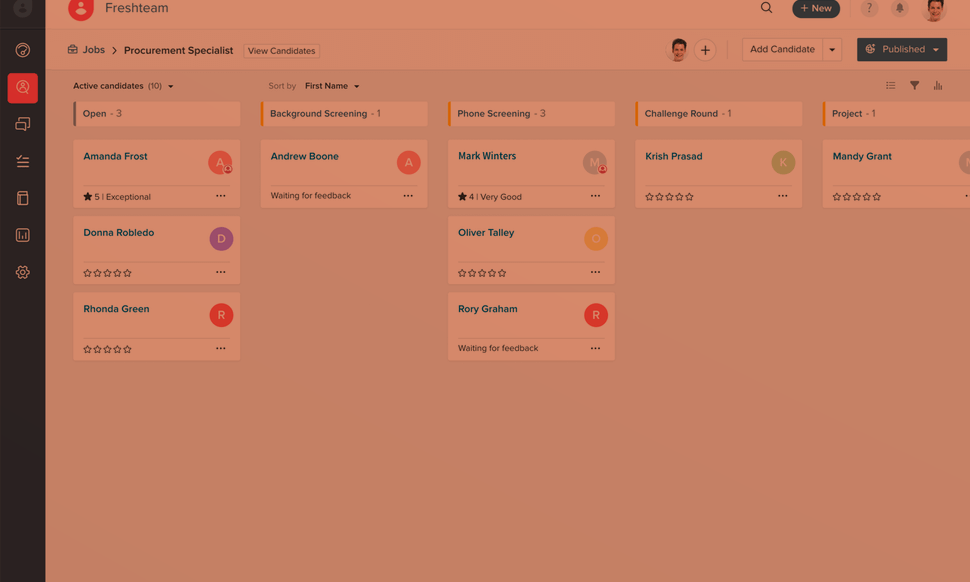 Freshteam
+ New
?
Jobs > Procurement Specialist View Candidates
+
Add Candidate
Published
Active candidates (10)
Sort by First Name
Open - 3
Background Screening - 1
Phone Screening - 3
Challenge Round - 1
Project - 1
Amanda Frost
A
5 | Exceptional
Andrew Boone
A
Waiting for feedback
Mark Winters
M
4 | Very Good
Krish Prasad
K
Mandy Grant
Donna Robledo
D
Oliver Talley
O
Rhonda Green
R
Rory Graham
R
Waiting for feedback